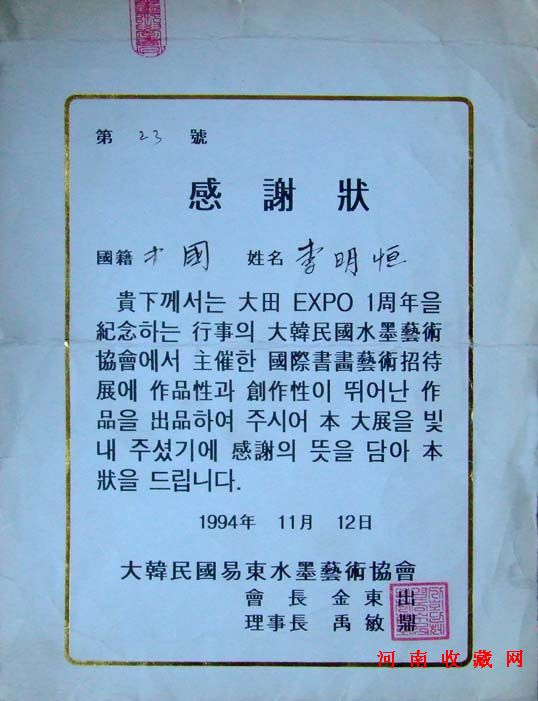 第 23 號
感謝狀
國籍 中國 姓名 李明恒
貴下께서는 大田 EXPO 1周年을
紀念하는 行事의 大韓民國水墨藝術
協會에서 主催한 國際書畫藝術招待
展에 作品性과 創作性이 뛰어난 作
品을 出品하여 주시어 本 大展을 빛
내 주셨기에 感謝의 뜻을 담아 本
狀을 드립니다.
1994年 11月 12日
大韓民國易東水墨藝術協會
會 長 金東出
理事長 禹敏鼎
河南收藏网